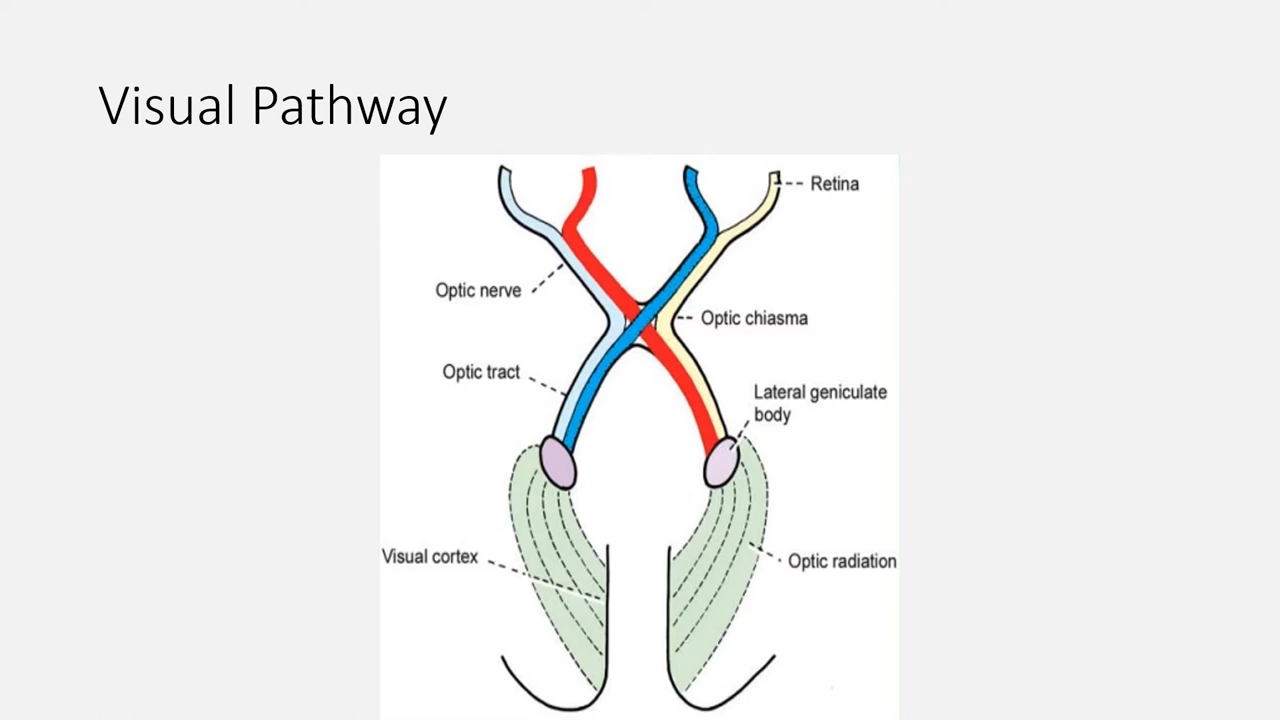 Visual Pathway
Retina
Optic nerve
Optic chiasma
Optic tract
Lateral geniculate
body
Visual cortex
Optic radiation